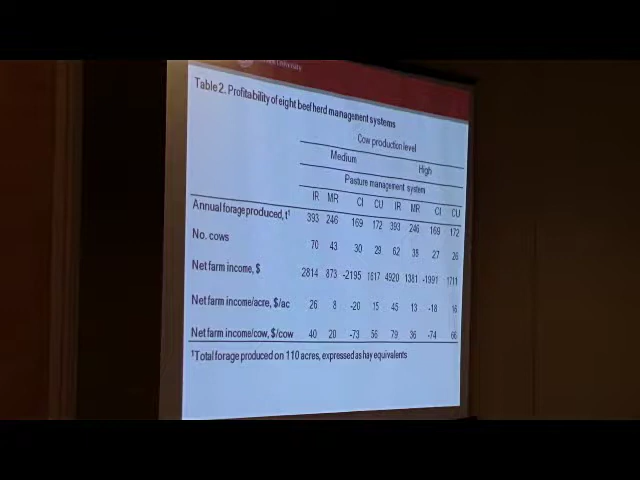 University
Table 2. Profitability of eight beef herd management systems
Cow production level
Medium High
Pasture management system
IR MR CI CU IR MR CI CU
Annual forage produced, t¹ 393 246 169 172 393 246 169 172
No. cows 70 43 30 29 62 38 27 26
Net farm income, $ 2814 873 -2195 1617 4920 1381 -1991 1711
Net farm income/acre, $/ac 26 8 -20 15 45 13 -18 16
Net farm income/cow, $/cow 40 20 -73 56 79 36 -74 66
¹Total forage produced on 110 acres, expressed as hay equivalents